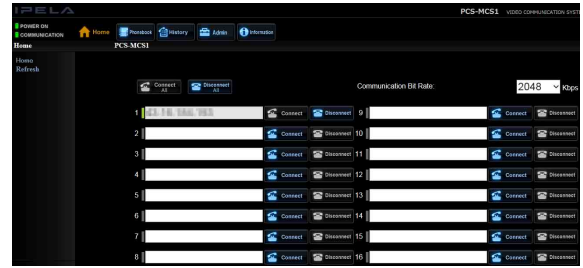 IPELA
PCS-MCS1 VIDEO COMMUNICATION SYST
POWER ON
COMMUNICATION
Home Phonebook History Admin Information
Home PCS-MCS1
Home
Refresh
Connect All Disconnect All Communication Bit Rate: 2048 Kbps
1 Connect Disconnect 9 Connect Disconnect
2 Connect Disconnect 10 Connect Disconnect
3 Connect Disconnect 11 Connect Disconnect
4 Connect Disconnect 12 Connect Disconnect
5 Connect Disconnect 13 Connect Disconnect
6 Connect Disconnect 14 Connect Disconnect
7 Connect Disconnect 15 Connect Disconnect
8 Connect Disconnect 16 Connect Disconnect